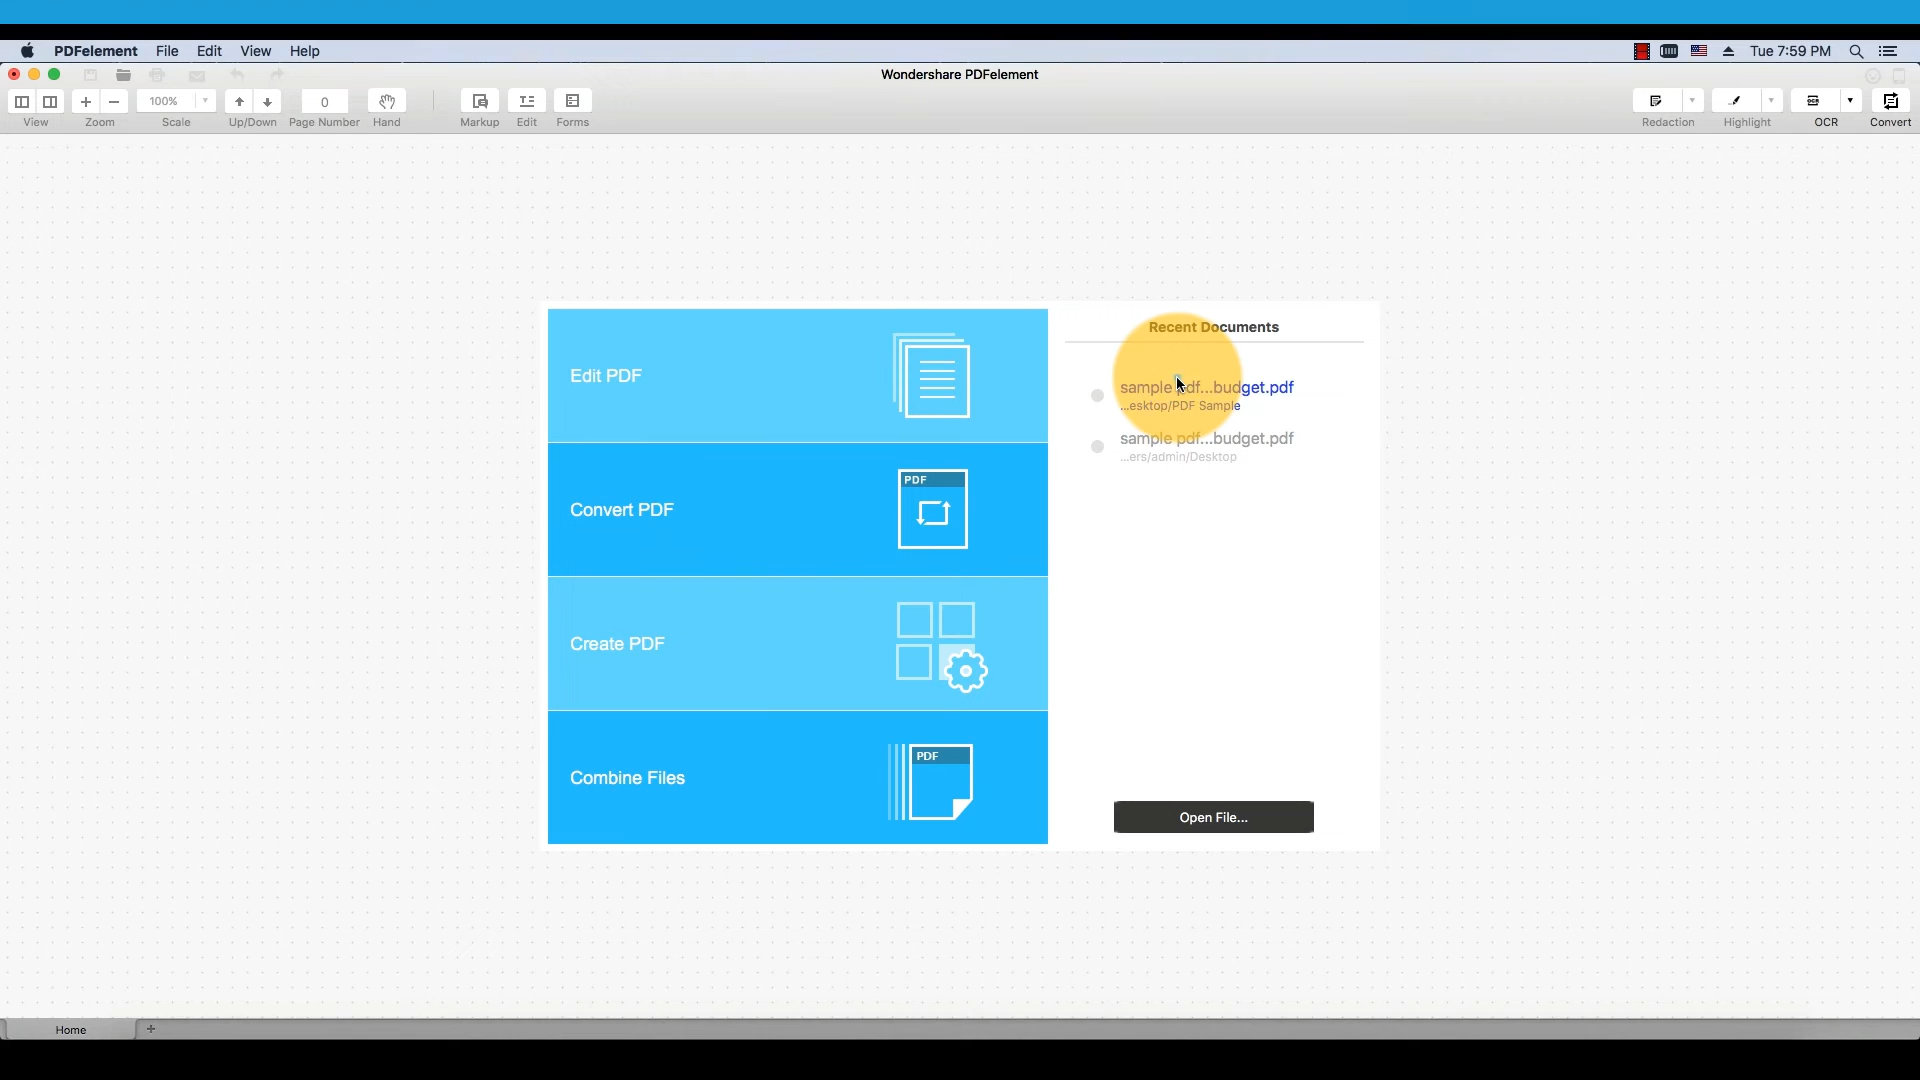 PDFelement File Edit View Help Tue 7:59 PM
Wondershare PDFelement
100% 0 OCR
View Zoom Scale Up/Down Page Number Hand Markup Edit Forms Redaction Highlight OCR Convert
Edit PDF
PDF
Convert PDF
Create PDF
PDF
Combine Files
Recent Documents
sample pdf...budget.pdf
...esktop/PDF Sample
sample pdf...budget.pdf
...ers/admin/Desktop
Open File...
Home +